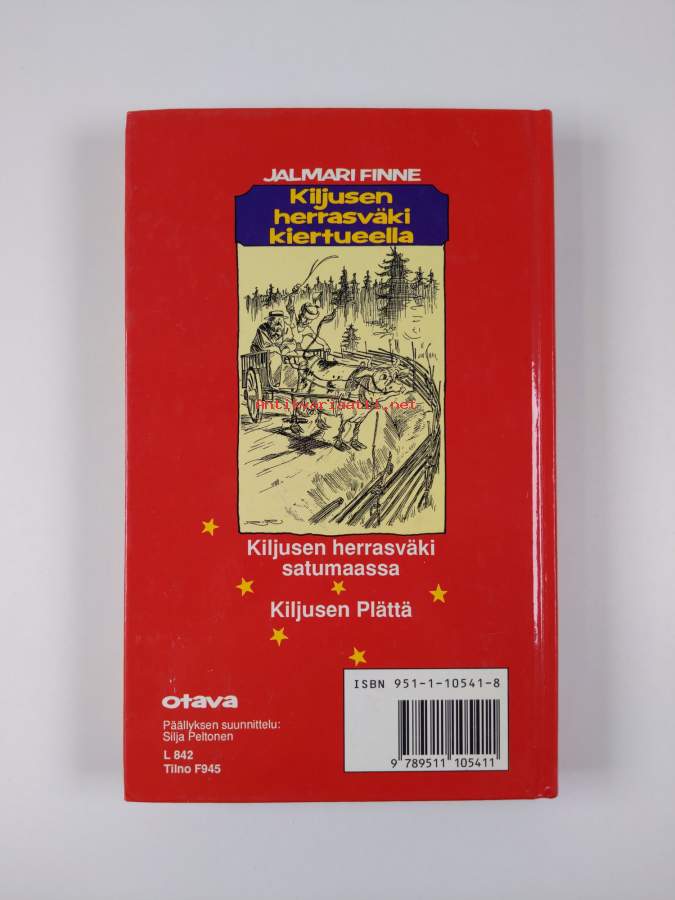 JALMARI FINNE
Kiljusen
herrasväki
kiertueella
Antikvariaatti.net
Kiljusen herrasväki
satumaassa
Kiljusen Plättä
otava
Päällyksen suunnittelu:
Silja Peltonen
L 842
Tilno F945
ISBN 951-1-10541-8
9 789511 105411